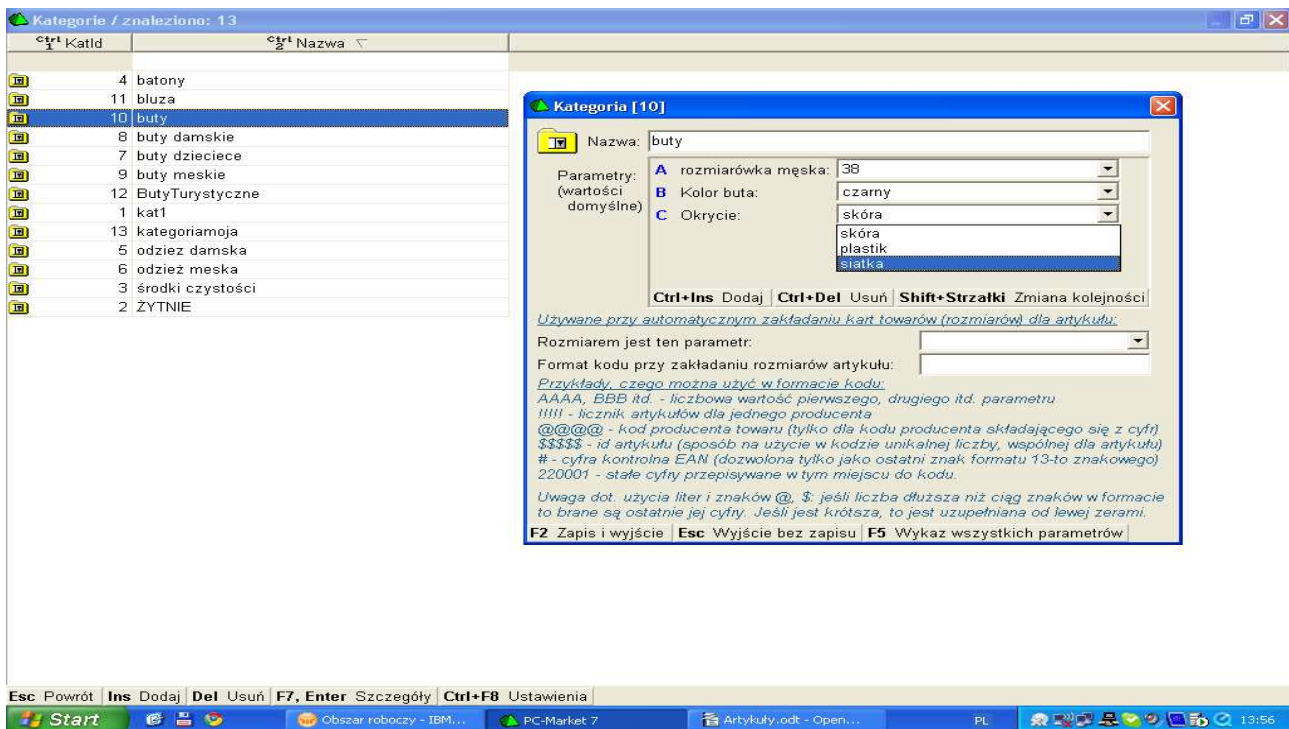 Kategorie / znaleziono: 13
Ctrl 1 KatId Ctrl 2 Nazwa
4 batony
11 bluza
10 buty
8 buty damskie
7 buty dzieciece
9 buty meskie
12 ButyTurystyczne
1 kat1
13 kategoriamoja
5 odziez damska
6 odzież meska
3 środki czystości
2 ŻYTNIE
Kategoria [10]
Nazwa: buty
Parametry: (wartości domyślne)
A rozmiarówka męska: 38
B Kolor buta: czarny
C Okrycie: skóra
skóra
plastik
siatka
Ctrl+Ins Dodaj Ctrl+Del Usuń Shift+Strzałki Zmiana kolejności
Używane przy automatycznym zakładaniu kart towarów (rozmiarów) dla artykułu:
Rozmiarem jest ten parametr:
Format kodu przy zakładaniu rozmiarów artykułu:
Przykłady, czego można użyć w formacie kodu:
AAAA, BBB itd. - liczbowa wartość pierwszego, drugiego itd. parametru
!!!!! - licznik artykułów dla jednego producenta
@@@@ - kod producenta towaru (tylko dla kodu producenta składającego się z cyfr)
$$$$$ - id artykułu (sposób na użycie w kodzie unikalnej liczby, wspólnej dla artykułu)
# - cyfra kontrolna EAN (dozwolona tylko jako ostatni znak formatu 13-to znakowego)
220001 - stałe cyfry przepisywane w tym miejscu do kodu.
Uwaga dot. użycia liter i znaków @, $: jeśli liczba dłuższa niż ciąg znaków w formacie
to brane są ostatnie jej cyfry. Jeśli jest krótsza, to jest uzupełniana od lewej zerami.
F2 Zapis i wyjście Esc Wyjście bez zapisu F5 Wykaz wszystkich parametrów
Esc Powrót Ins Dodaj Del Usuń F7, Enter Szczegóły Ctrl+F8 Ustawienia
Start Obszar roboczy - IBM... PC-Market 7 Artykuły.odt - Open... PL 13:56